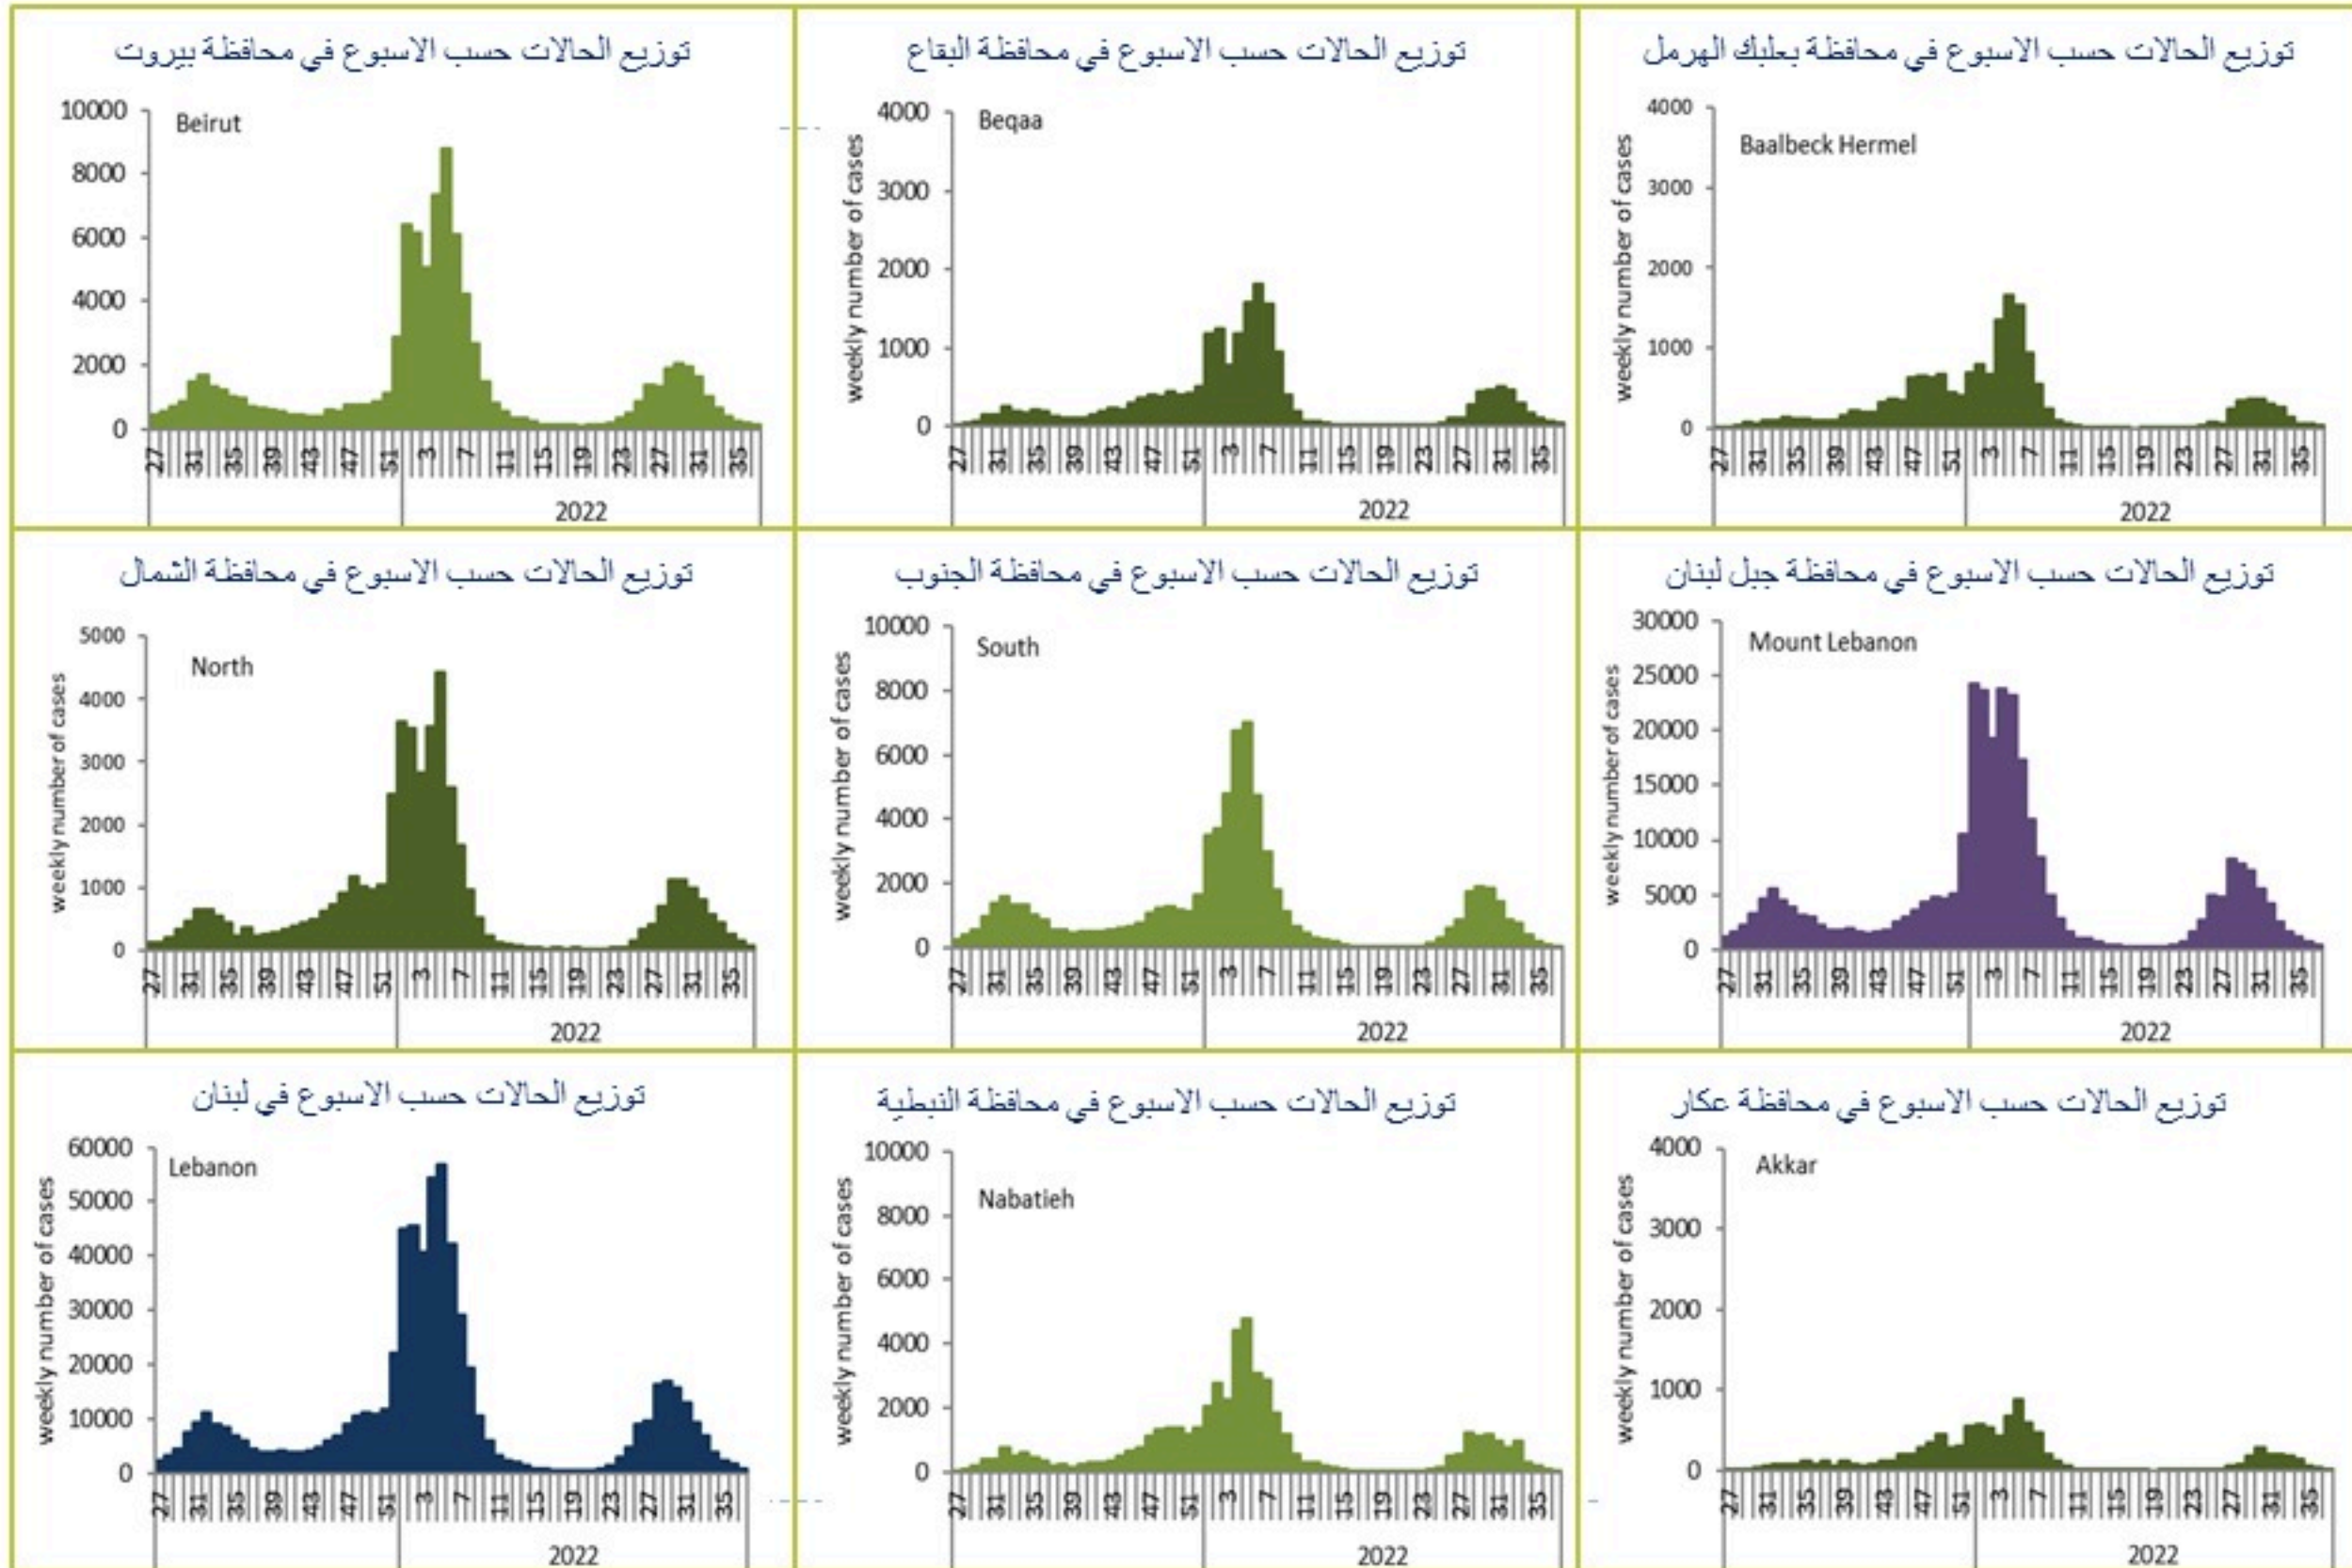 توزيع الحالات حسب الاسبوع في محافظة بيروت
Beirut
10000
8000
6000
4000
2000
0
27 31 35 39 43 47 51 3 7 11 15 19 23 27 31 35
2022
توزيع الحالات حسب الاسبوع في محافظة البقاع
Beqaa
weekly number of cases
4000
3000
2000
1000
0
27 31 35 39 43 47 51 3 7 11 15 19 23 27 31 35
2022
توزيع الحالات حسب الاسبوع في محافظة بعلبك الهرمل
Baalbeck Hermel
weekly number of cases
4000
3000
2000
1000
0
27 31 35 39 43 47 51 3 7 11 15 19 23 27 31 35
2022
توزيع الحالات حسب الاسبوع في محافظة الشمال
North
weekly number of cases
5000
4000
3000
2000
1000
0
27 31 35 39 43 47 51 3 7 11 15 19 23 27 31 35
2022
توزيع الحالات حسب الاسبوع في محافظة الجنوب
South
weekly number of cases
10000
8000
6000
4000
2000
0
27 31 35 39 43 47 51 3 7 11 15 19 23 27 31 35
2022
توزيع الحالات حسب الاسبوع في محافظة جبل لبنان
Mount Lebanon
weekly number of cases
30000
25000
20000
15000
10000
5000
0
27 31 35 39 43 47 51 3 7 11 15 19 23 27 31 35
2022
توزيع الحالات حسب الاسبوع في لبنان
Lebanon
weekly number of cases
60000
50000
40000
30000
20000
10000
0
27 31 35 39 43 47 51 3 7 11 15 19 23 27 31 35
2022
توزيع الحالات حسب الاسبوع في محافظة النبطية
Nabatieh
weekly number of cases
10000
8000
6000
4000
2000
0
27 31 35 39 43 47 51 3 7 11 15 19 23 27 31 35
2022
توزيع الحالات حسب الاسبوع في محافظة عكار
Akkar
weekly number of cases
4000
3000
2000
1000
0
27 31 35 39 43 47 51 3 7 11 15 19 23 27 31 35
2022